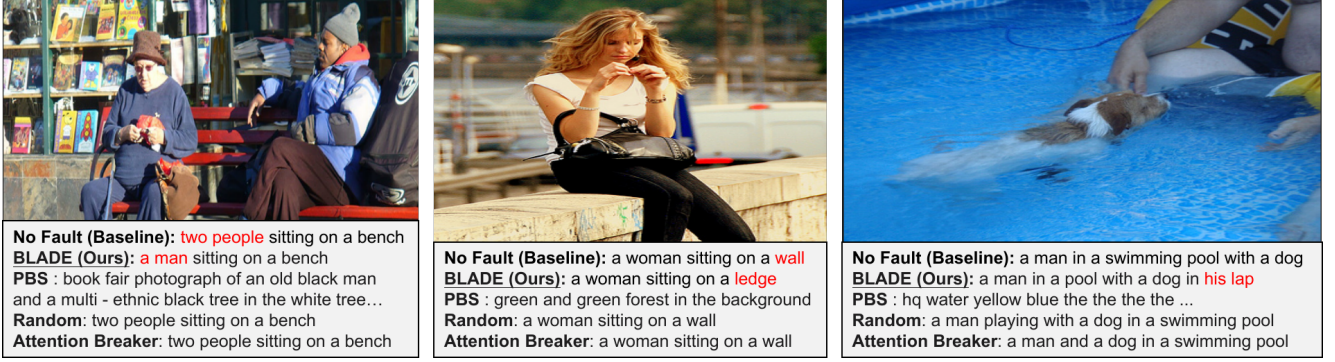 No Fault (Baseline): two people sitting on a bench
BLADE (Ours): a man sitting on a bench
PBS : book fair photograph of an old black man
and a multi - ethnic black tree in the white tree…
Random: two people sitting on a bench
Attention Breaker: two people sitting on a bench
No Fault (Baseline): a woman sitting on a wall
BLADE (Ours): a woman sitting on a ledge
PBS : green and green forest in the background
Random: a woman sitting on a wall
Attention Breaker: a woman sitting on a wall
No Fault (Baseline): a man in a swimming pool with a dog
BLADE (Ours): a man in a pool with a dog in his lap
PBS : hq water yellow blue the the the the ...
Random: a man playing with a dog in a swimming pool
Attention Breaker: a man and a dog in a swimming pool